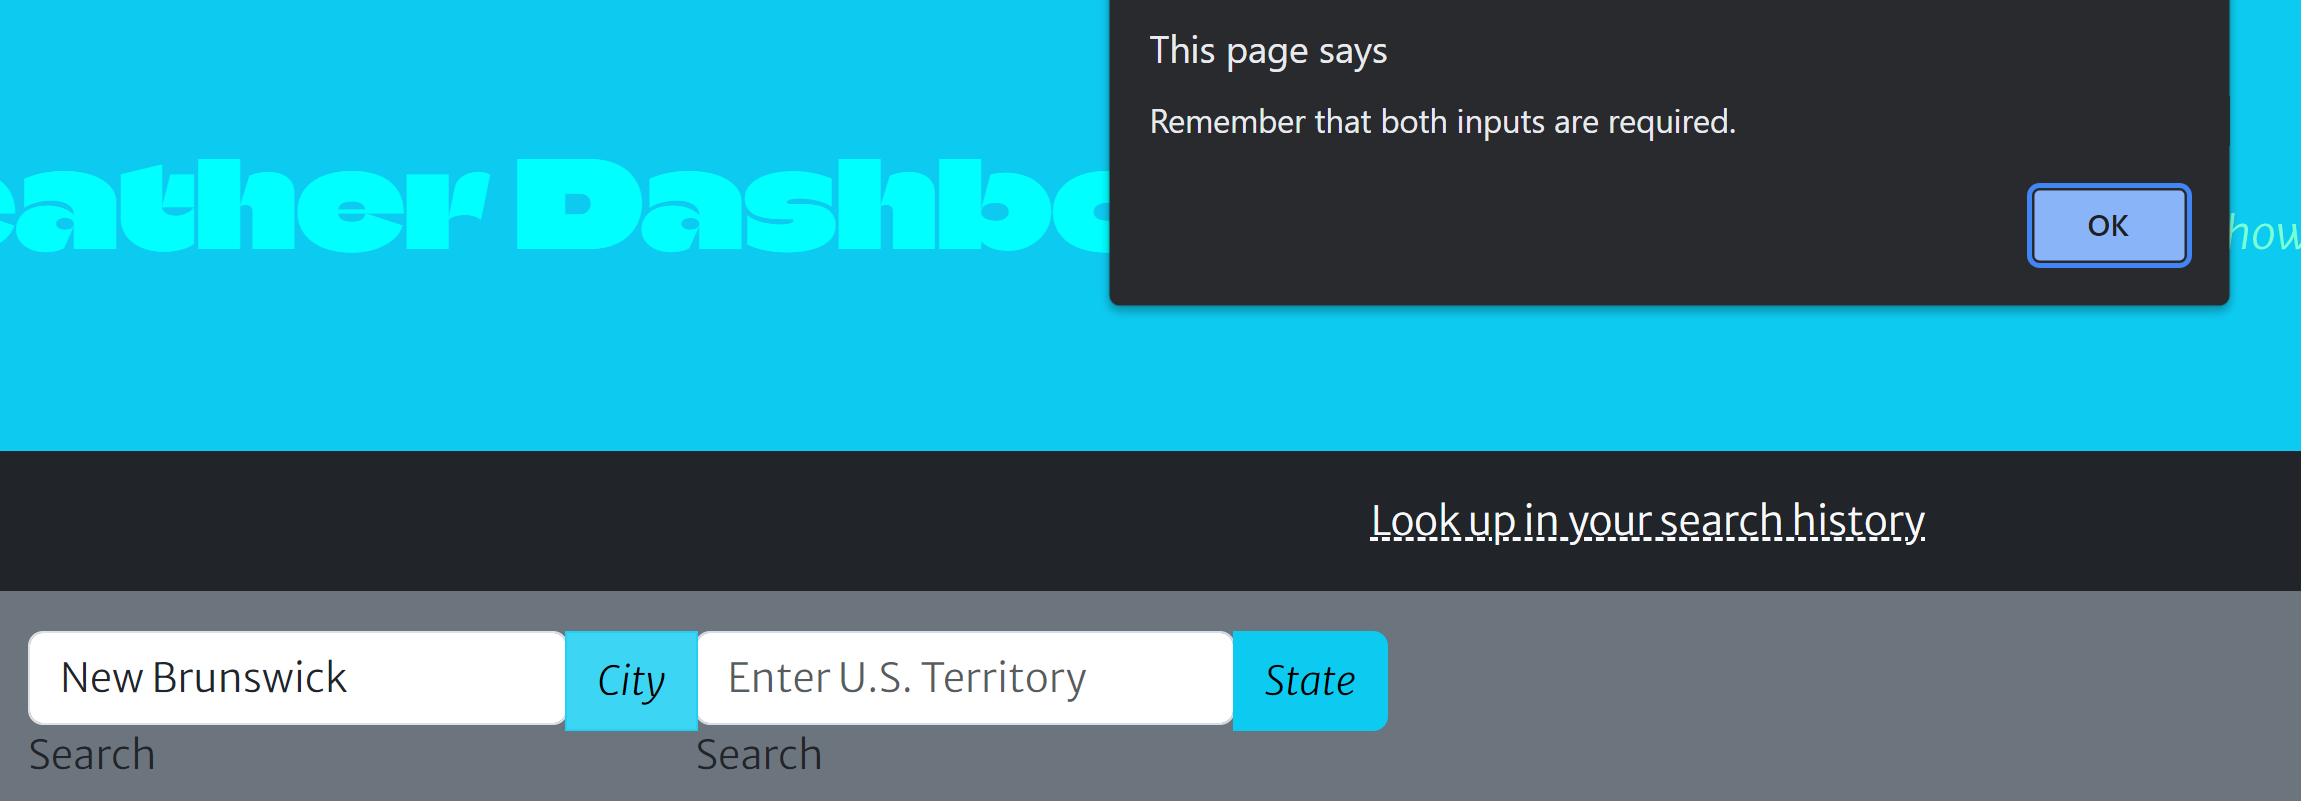 This page says
Remember that both inputs are required.
OK
eather Dashbo
how
Look up in your search history
New Brunswick City Enter U.S. Territory State
Search Search